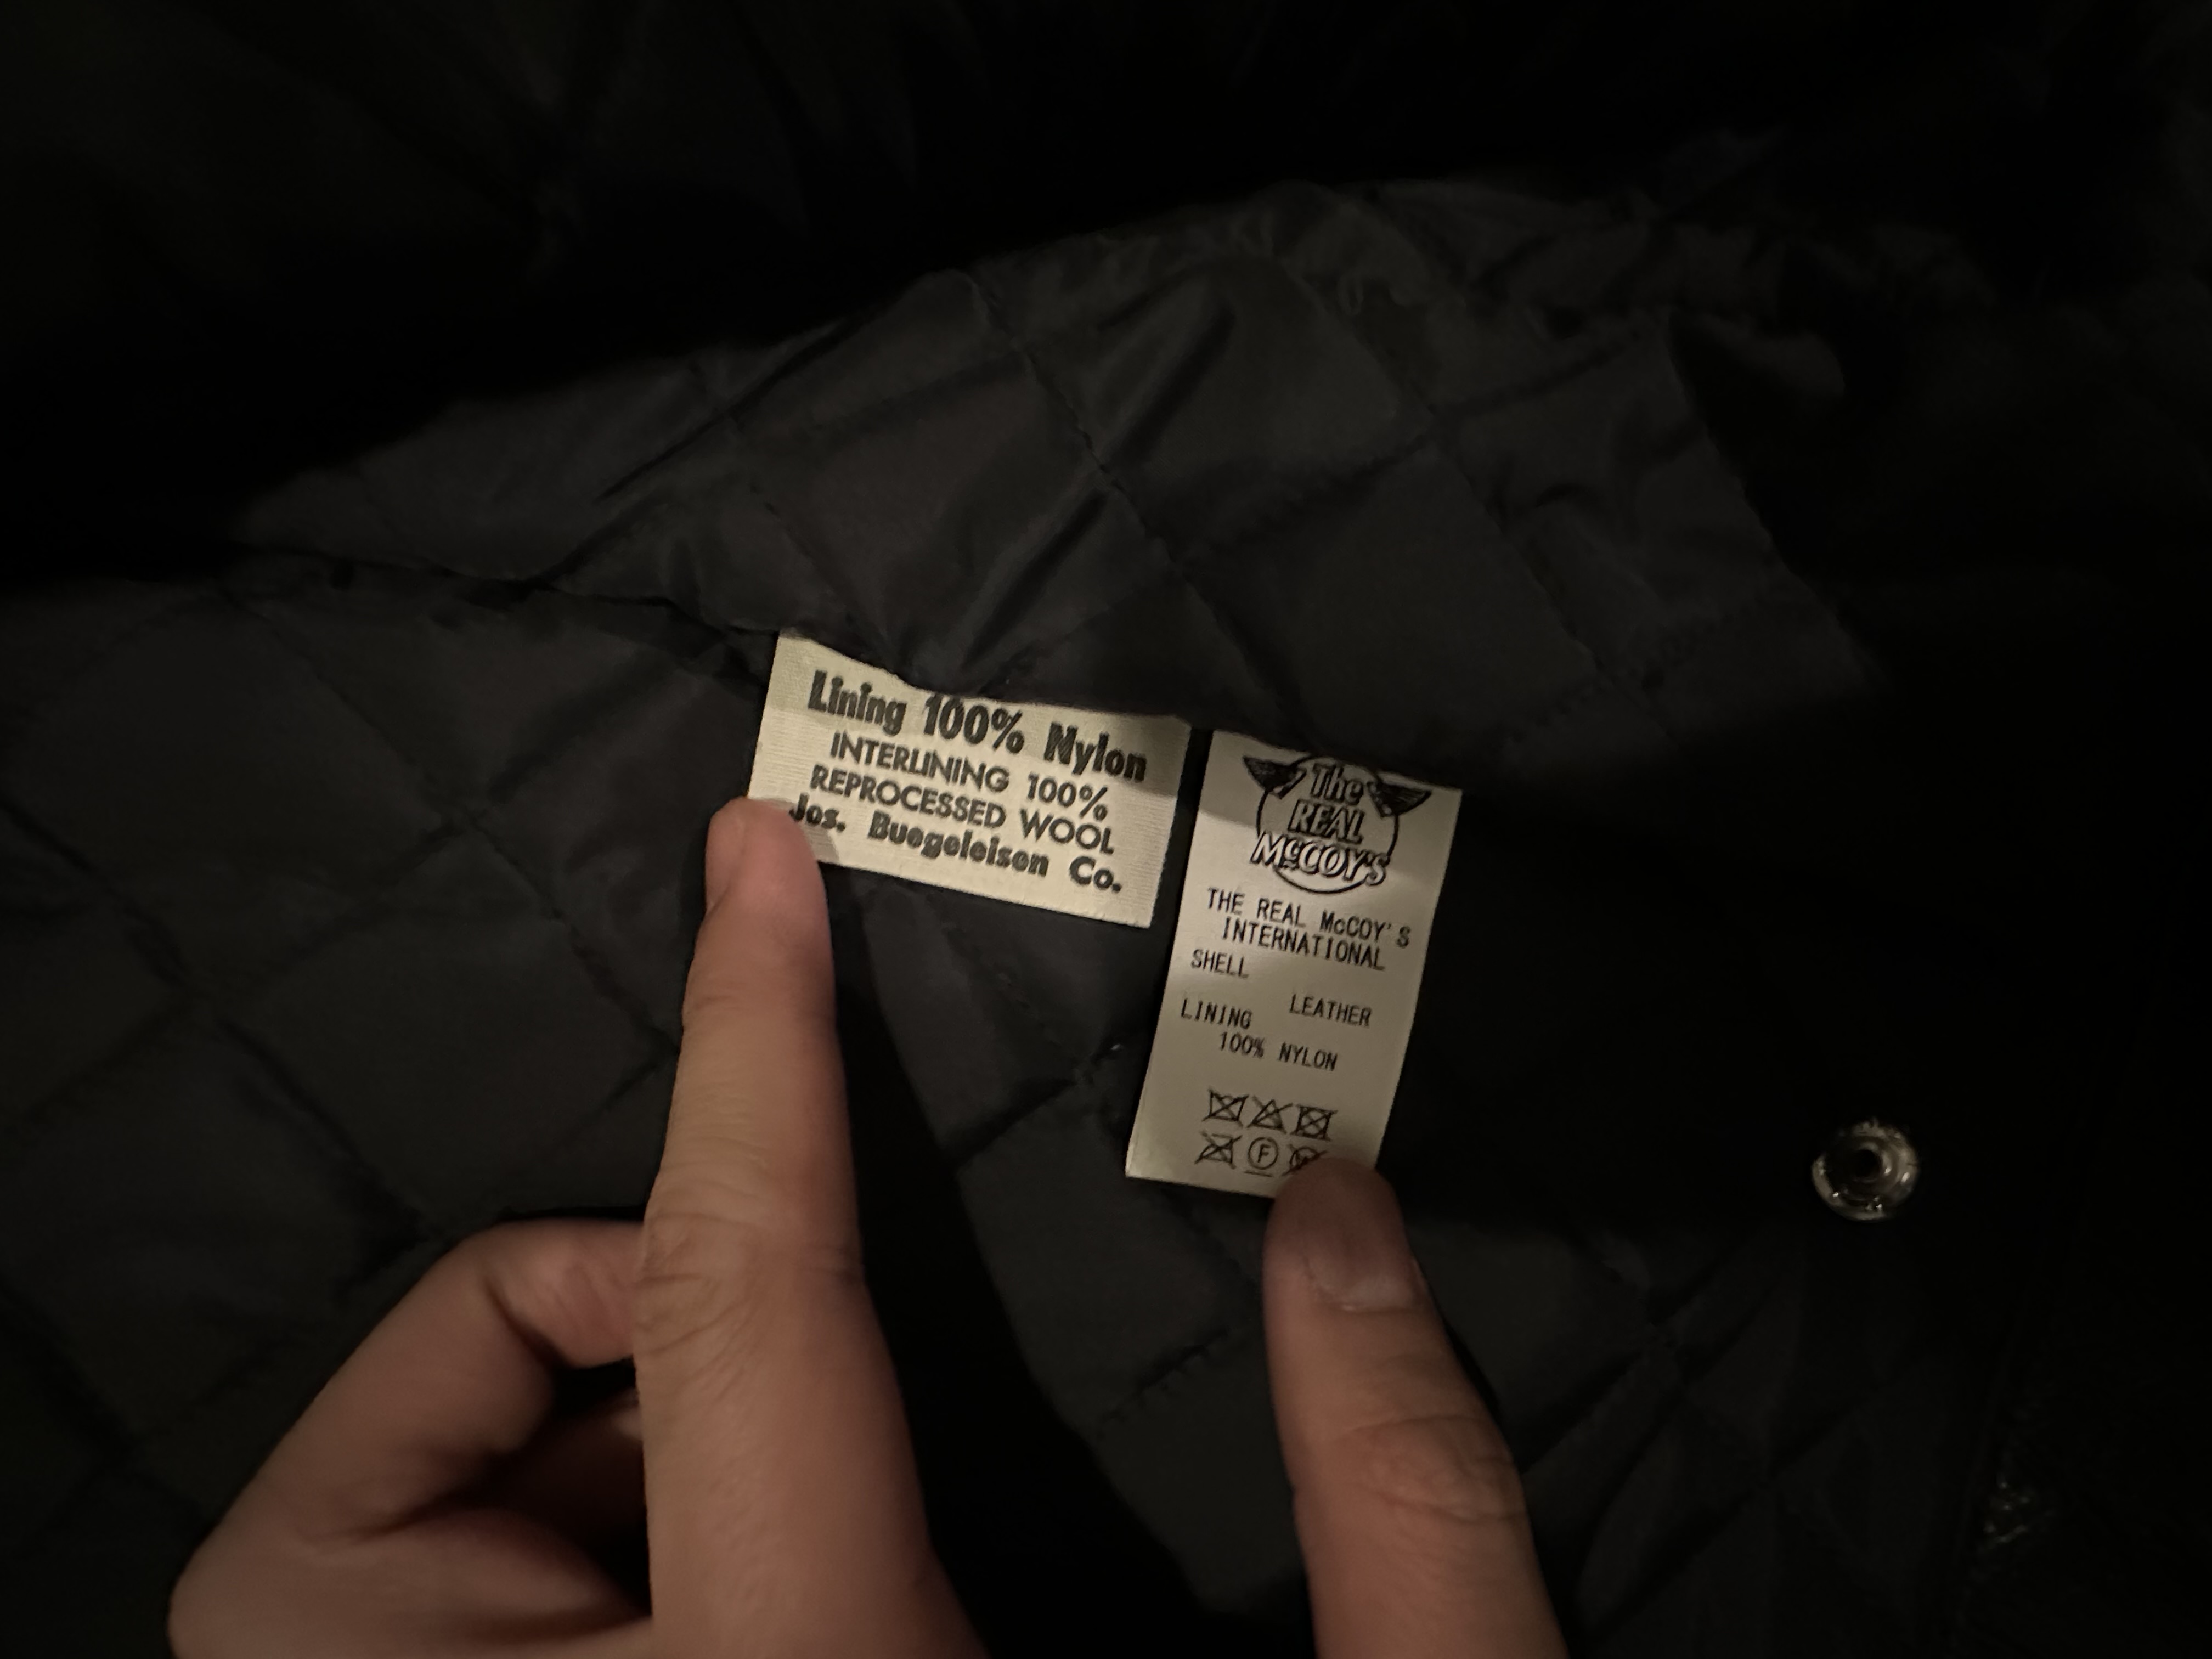 Lining 100% Nylon
INTERLINING 100%
REPROCESSED WOOL
Jos. Buegeleisen Co.
The
REAL
McCOY'S
THE REAL McCOY'S
INTERNATIONAL
SHELL
LEATHER
LINING
100% NYLON
F